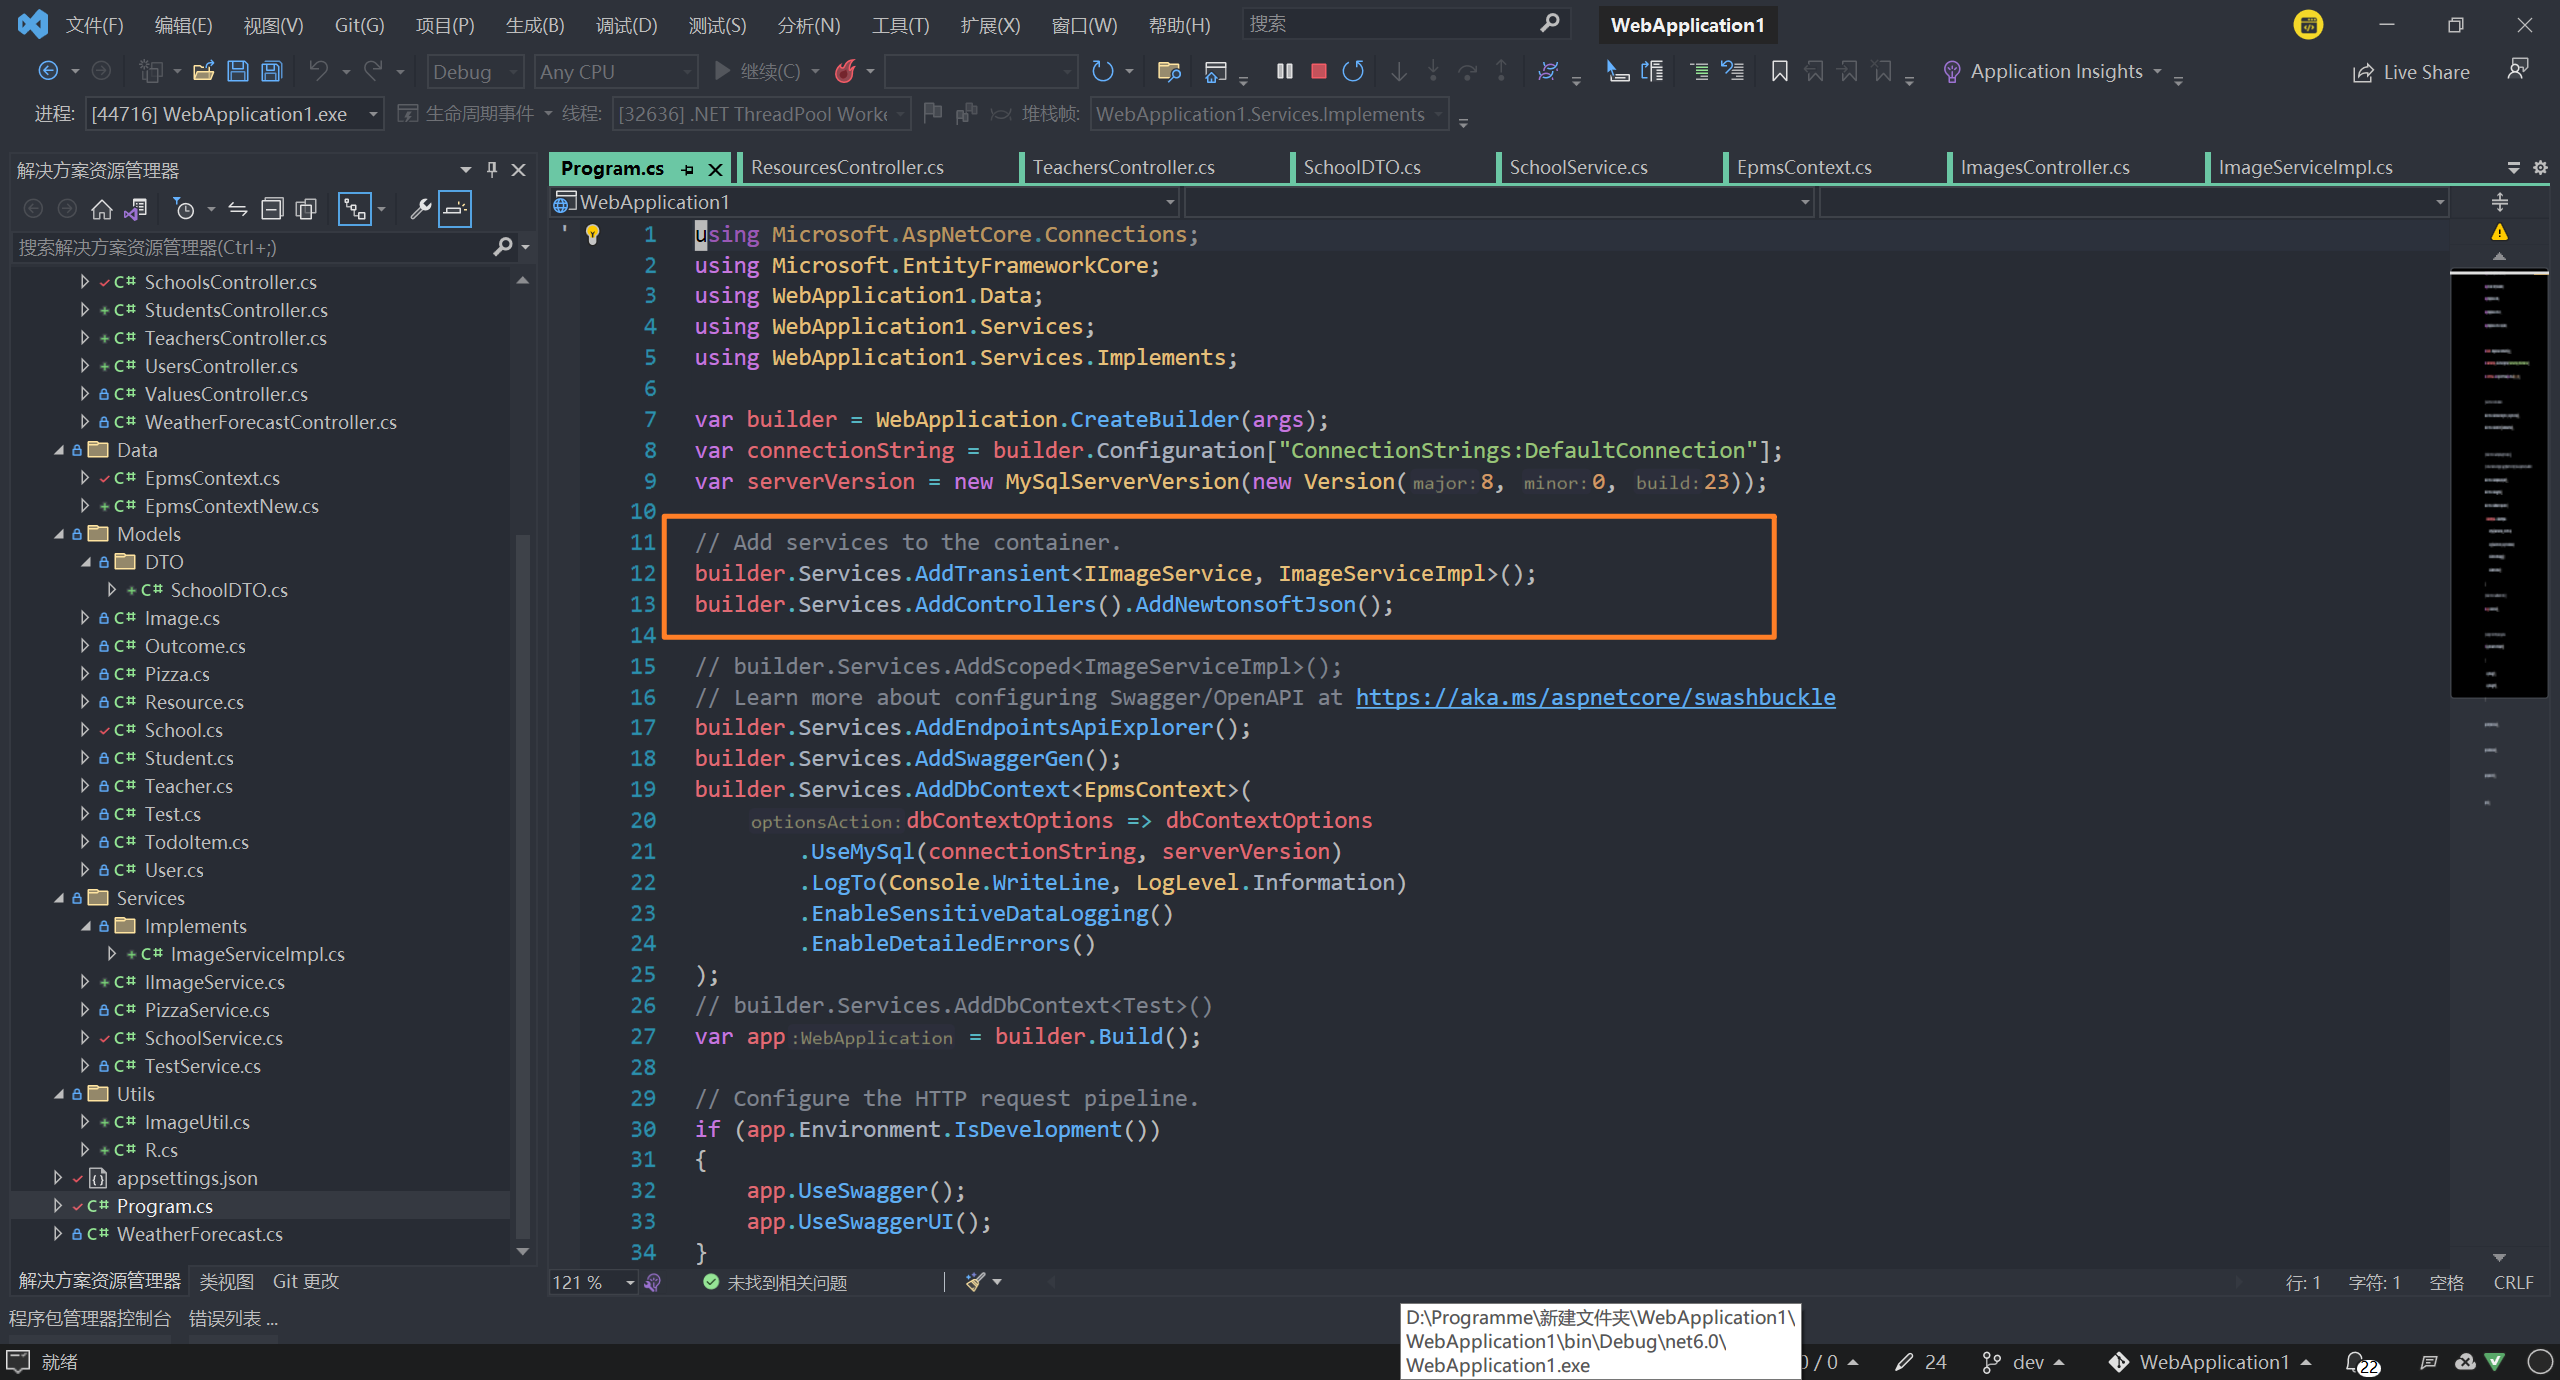 文件(F) 编辑(E) 视图(V) Git(G) 项目(P) 生成(B) 调试(D) 测试(S) 分析(N) 工具(T) 扩展(X) 窗口(W) 帮助(H) 搜索 WebApplication1
Debug Any CPU 继续(C) Application Insights Live Share
进程: [44716] WebApplication1.exe 生命周期事件 线程: [32636] .NET ThreadPool Worke 堆栈帧: WebApplication1.Services.Implements
解决方案资源管理器
搜索解决方案资源管理器(Ctrl+;)
C# SchoolsController.cs
C# StudentsController.cs
C# TeachersController.cs
C# UsersController.cs
C# ValuesController.cs
C# WeatherForecastController.cs
Data
C# EpmsContext.cs
C# EpmsContextNew.cs
Models
DTO
C# SchoolDTO.cs
C# Image.cs
C# Outcome.cs
C# Pizza.cs
C# Resource.cs
C# School.cs
C# Student.cs
C# Teacher.cs
C# Test.cs
C# TodoItem.cs
C# User.cs
Services
Implements
C# ImageServiceImpl.cs
C# IImageService.cs
C# PizzaService.cs
C# SchoolService.cs
C# TestService.cs
Utils
C# ImageUtil.cs
C# R.cs
appsettings.json
C# Program.cs
C# WeatherForecast.cs
解决方案资源管理器 类视图 Git 更改
Program.cs ResourcesController.cs TeachersController.cs SchoolDTO.cs SchoolService.cs EpmsContext.cs ImagesController.cs ImageServiceImpl.cs
WebApplication1
1 using Microsoft.AspNetCore.Connections;
2 using Microsoft.EntityFrameworkCore;
3 using WebApplication1.Data;
4 using WebApplication1.Services;
5 using WebApplication1.Services.Implements;
6
7 var builder = WebApplication.CreateBuilder(args);
8 var connectionString = builder.Configuration["ConnectionStrings:DefaultConnection"];
9 var serverVersion = new MySqlServerVersion(new Version(major:8, minor:0, build:23));
10
11 // Add services to the container.
12 builder.Services.AddTransient<IImageService, ImageServiceImpl>();
13 builder.Services.AddControllers().AddNewtonsoftJson();
14
15 // builder.Services.AddScoped<ImageServiceImpl>();
16 // Learn more about configuring Swagger/OpenAPI at https://aka.ms/aspnetcore/swashbuckle
17 builder.Services.AddEndpointsApiExplorer();
18 builder.Services.AddSwaggerGen();
19 builder.Services.AddDbContext<EpmsContext>(
20 optionsAction:dbContextOptions => dbContextOptions
21 .UseMySql(connectionString, serverVersion)
22 .LogTo(Console.WriteLine, LogLevel.Information)
23 .EnableSensitiveDataLogging()
24 .EnableDetailedErrors()
25 );
26 // builder.Services.AddDbContext<Test>()
27 var app:WebApplication = builder.Build();
28
29 // Configure the HTTP request pipeline.
30 if (app.Environment.IsDevelopment())
31 {
32 app.UseSwagger();
33 app.UseSwaggerUI();
34 }
121 % 未找到相关问题 行: 1 字符: 1 空格 CRLF
程序包管理器控制台 错误列表 ...
D:\Programme\新建文件夹\WebApplication1\
WebApplication1\bin\Debug\net6.0\
WebApplication1.exe
就绪 0 / 0 24 dev WebApplication1 22